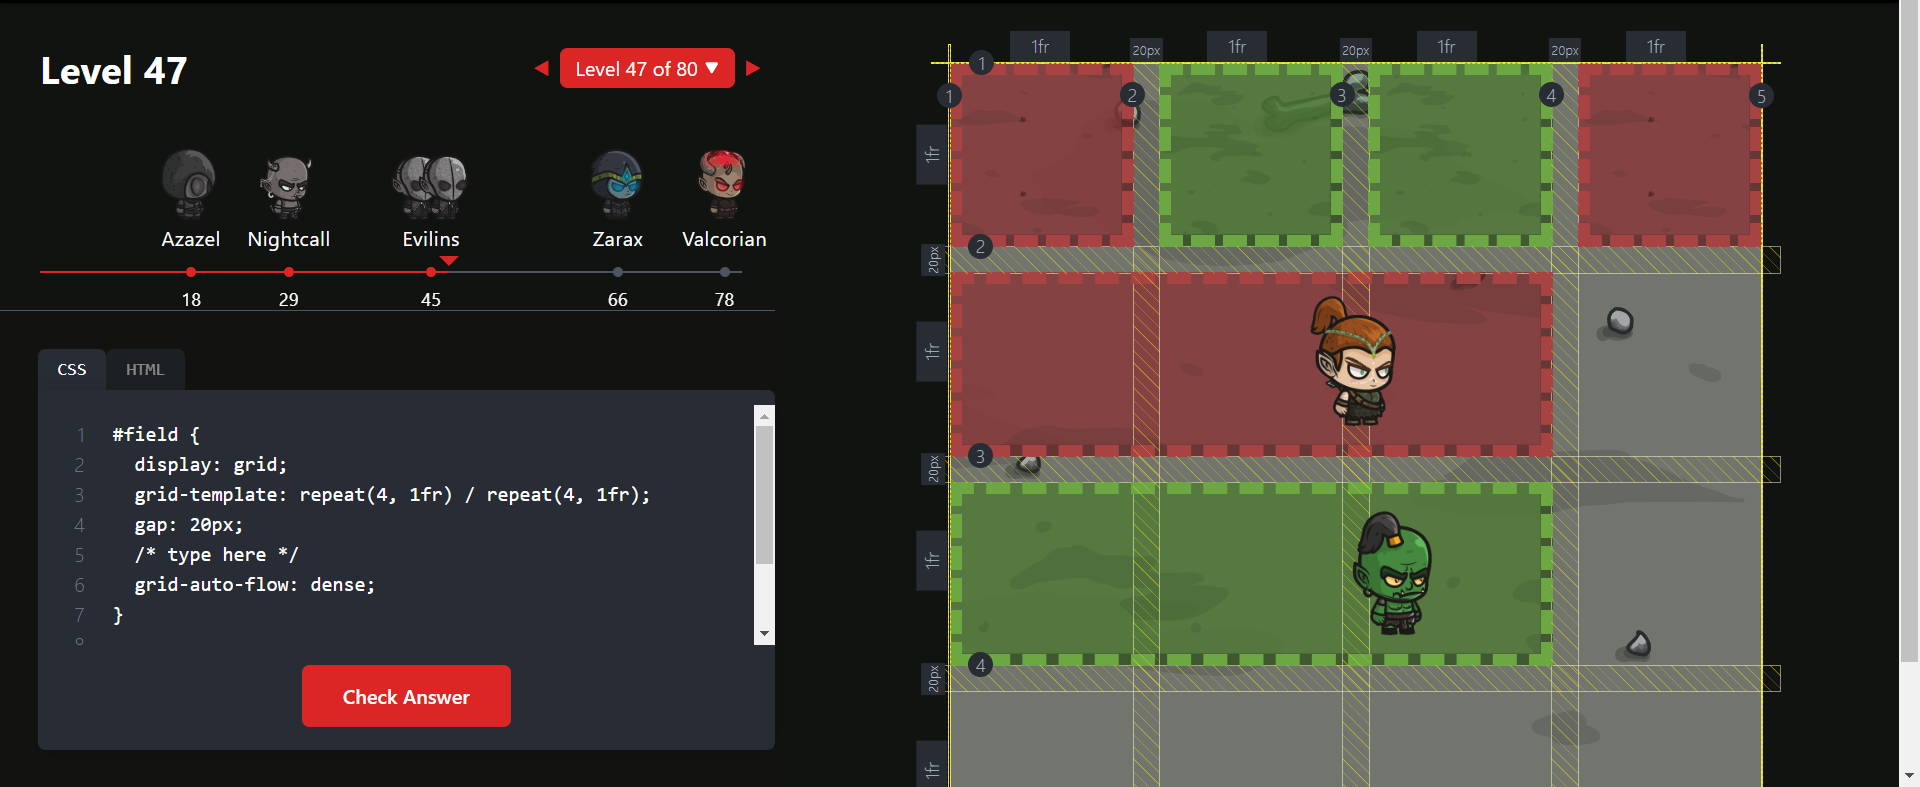 Level 47
Level 47 of 80
Azazel Nightcall Evilins Zarax Valcorian
18 29 45 66 78
CSS HTML
1 #field {
2 display: grid;
3 grid-template: repeat(4, 1fr) / repeat(4, 1fr);
4 gap: 20px;
5 /* type here */
6 grid-auto-flow: dense;
7 }
Check Answer
1fr 20px 1fr 20px 1fr 20px 1fr
1
1 2 3 4 5
1fr
2
20px
1fr
3
20px
1fr
4
20px
1fr